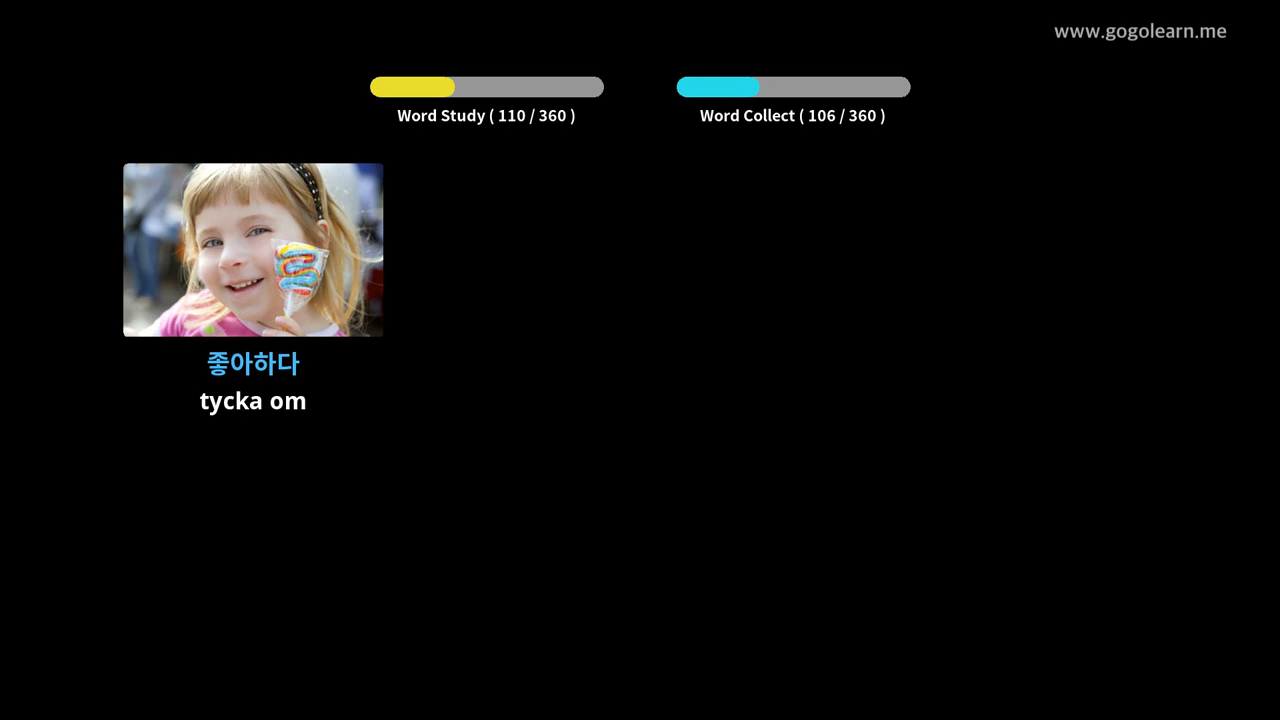 www.gogolearn.me
Word Study ( 110 / 360 )
Word Collect ( 106 / 360 )
좋아하다
tycka om